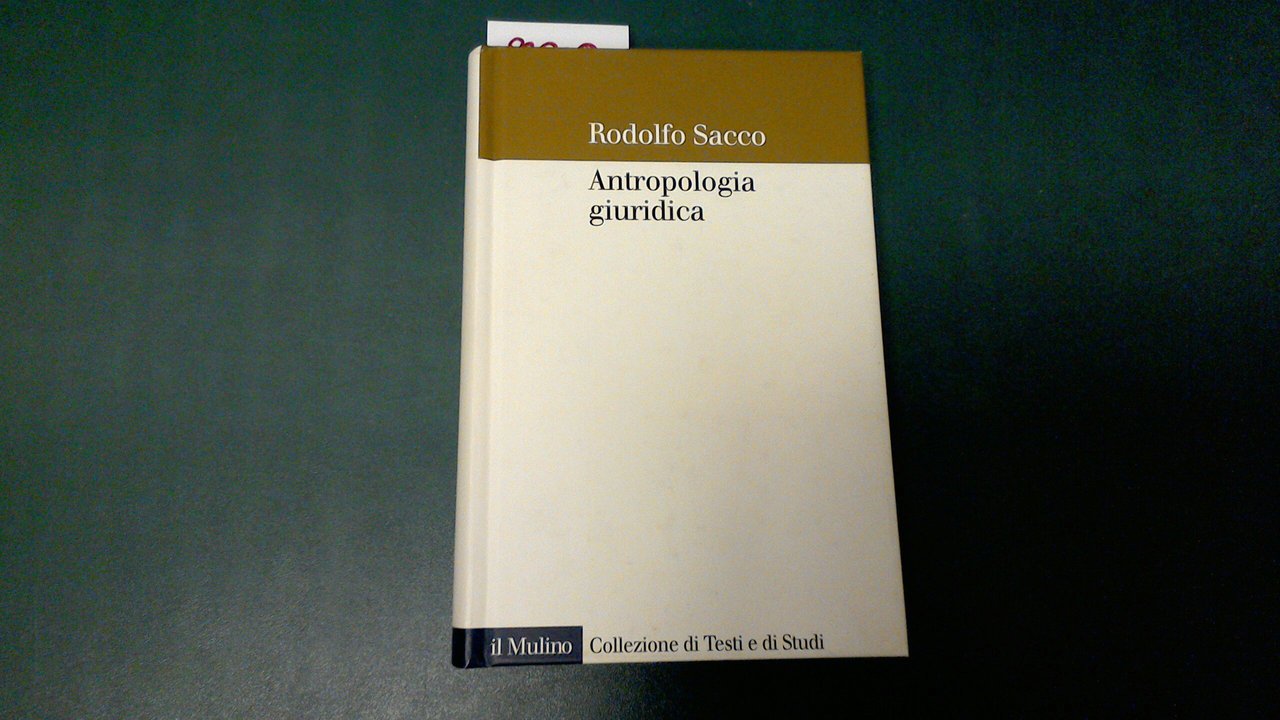 Rodolfo Sacco
Antropologia
giuridica
il Mulino Collezione di Testi e di Studi